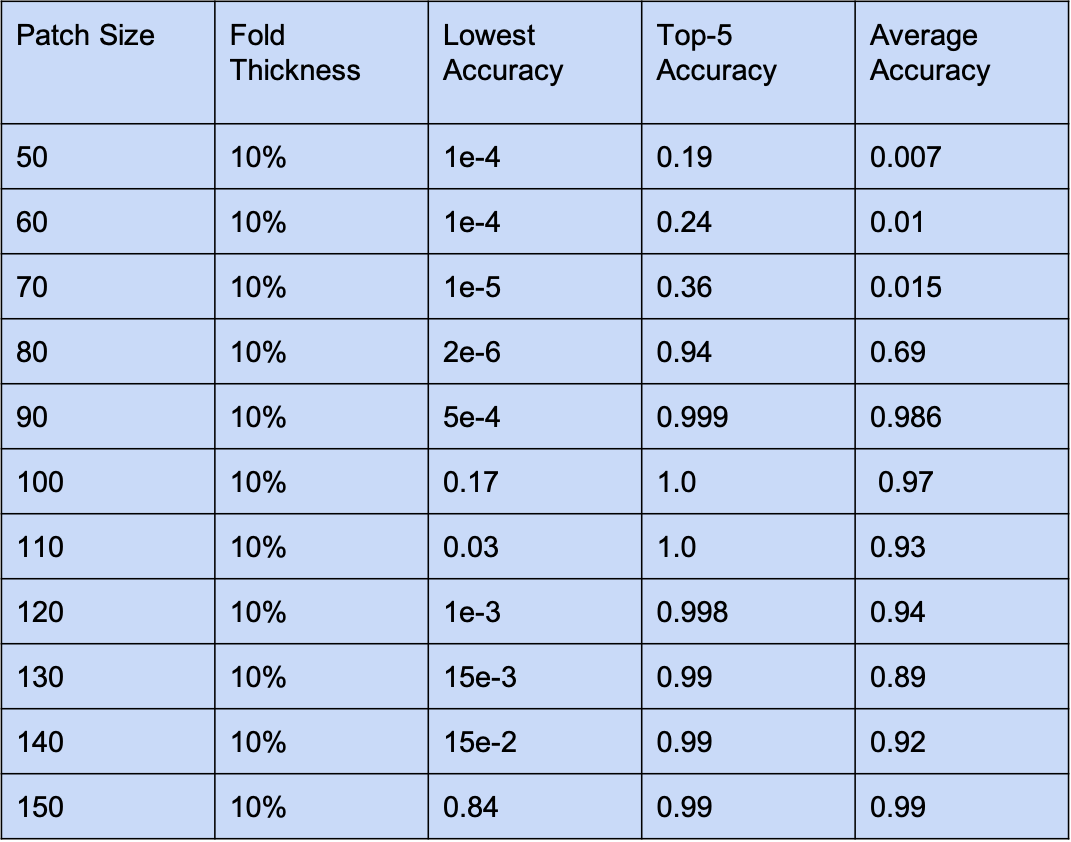 Patch Size Fold Thickness Lowest Accuracy Top-5 Accuracy Average Accuracy
50 10% 1e-4 0.19 0.007
60 10% 1e-4 0.24 0.01
70 10% 1e-5 0.36 0.015
80 10% 2e-6 0.94 0.69
90 10% 5e-4 0.999 0.986
100 10% 0.17 1.0 0.97
110 10% 0.03 1.0 0.93
120 10% 1e-3 0.998 0.94
130 10% 15e-3 0.99 0.89
140 10% 15e-2 0.99 0.92
150 10% 0.84 0.99 0.99